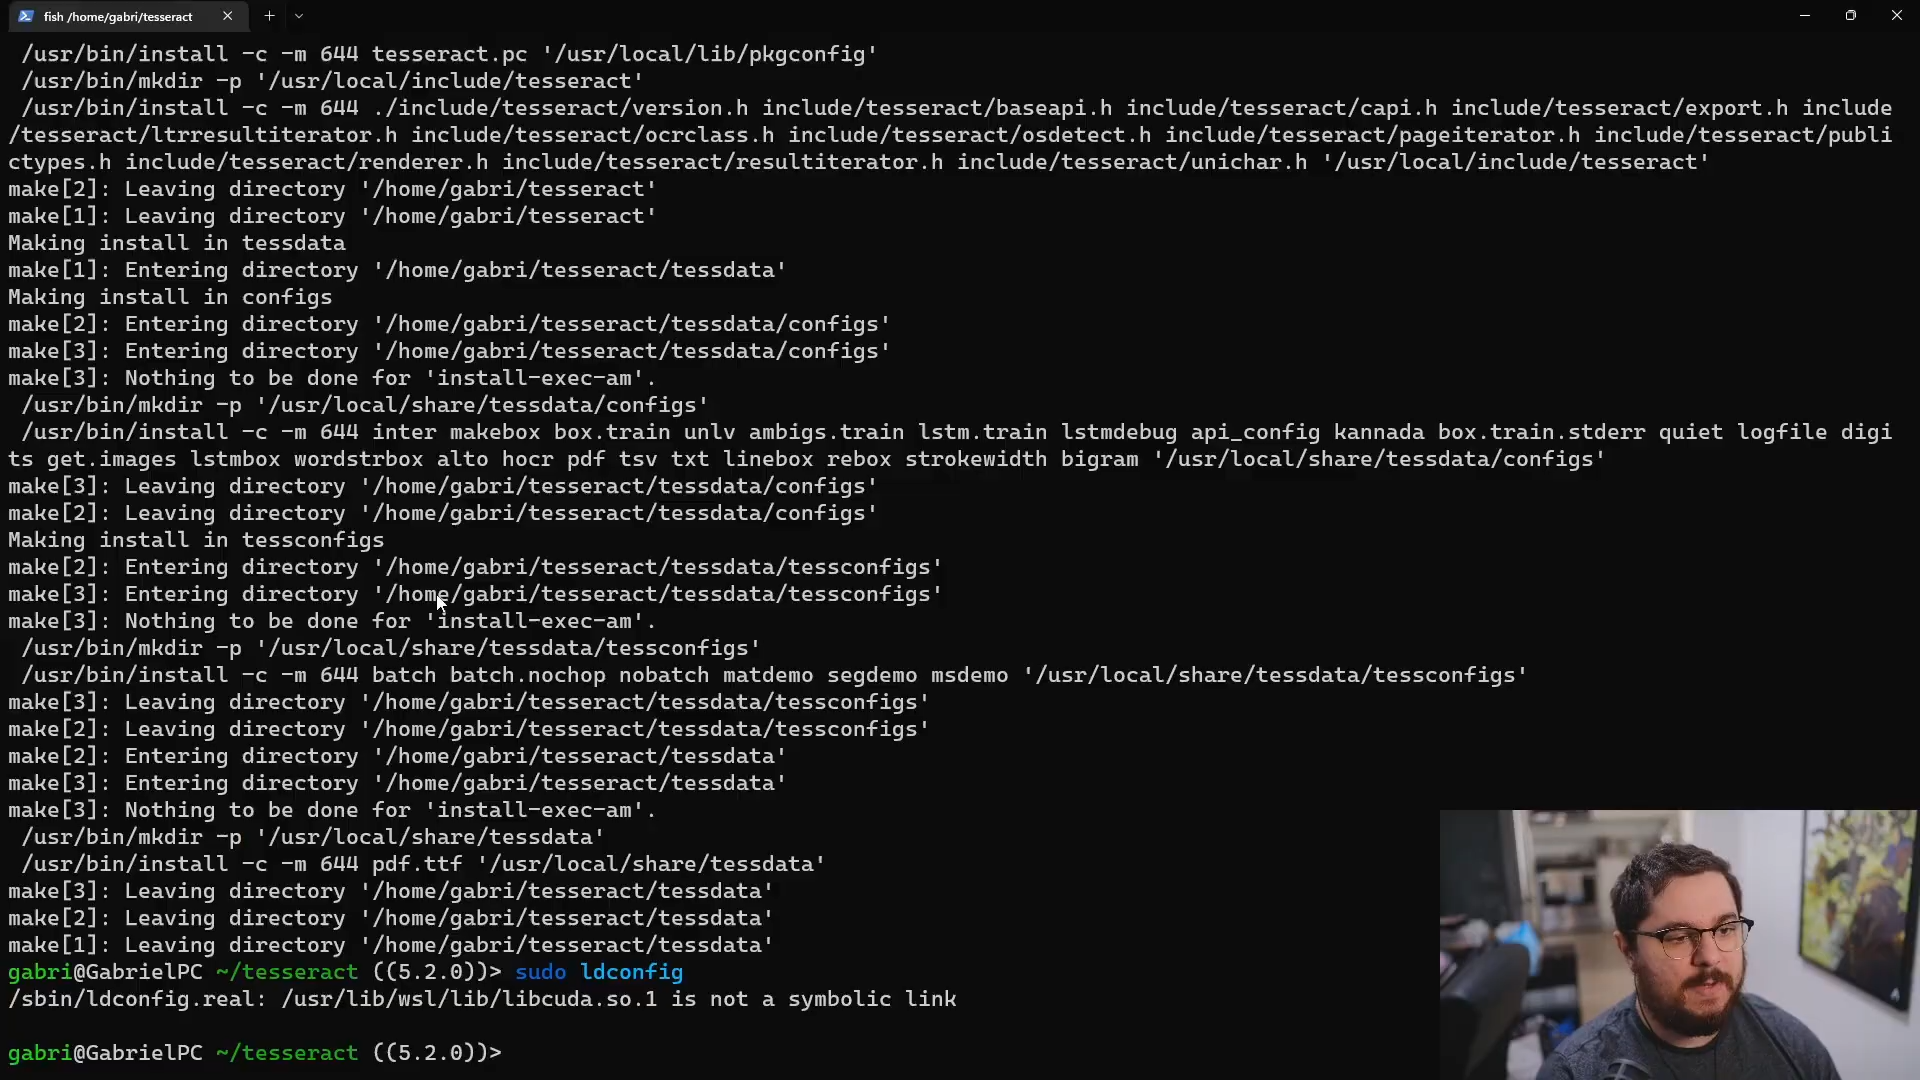 fish /home/gabri/tesseract
/usr/bin/install -c -m 644 tesseract.pc '/usr/local/lib/pkgconfig'
/usr/bin/mkdir -p '/usr/local/include/tesseract'
/usr/bin/install -c -m 644 ./include/tesseract/version.h include/tesseract/baseapi.h include/tesseract/capi.h include/tesseract/export.h include
/tesseract/ltrresultiterator.h include/tesseract/ocrclass.h include/tesseract/osdetect.h include/tesseract/pageiterator.h include/tesseract/publi
ctypes.h include/tesseract/renderer.h include/tesseract/resultiterator.h include/tesseract/unichar.h '/usr/local/include/tesseract'
make[2]: Leaving directory '/home/gabri/tesseract'
make[1]: Leaving directory '/home/gabri/tesseract'
Making install in tessdata
make[1]: Entering directory '/home/gabri/tesseract/tessdata'
Making install in configs
make[2]: Entering directory '/home/gabri/tesseract/tessdata/configs'
make[3]: Entering directory '/home/gabri/tesseract/tessdata/configs'
make[3]: Nothing to be done for 'install-exec-am'.
/usr/bin/mkdir -p '/usr/local/share/tessdata/configs'
/usr/bin/install -c -m 644 inter makebox box.train unlv ambigs.train lstm.train lstmdebug api_config kannada box.train.stderr quiet logfile digi
ts get.images lstmbox wordstrbox alto hocr pdf tsv txt linebox rebox strokewidth bigram '/usr/local/share/tessdata/configs'
make[3]: Leaving directory '/home/gabri/tesseract/tessdata/configs'
make[2]: Leaving directory '/home/gabri/tesseract/tessdata/configs'
Making install in tessconfigs
make[2]: Entering directory '/home/gabri/tesseract/tessdata/tessconfigs'
make[3]: Entering directory '/home/gabri/tesseract/tessdata/tessconfigs'
make[3]: Nothing to be done for 'install-exec-am'.
/usr/bin/mkdir -p '/usr/local/share/tessdata/tessconfigs'
/usr/bin/install -c -m 644 batch batch.nochop nobatch matdemo segdemo msdemo '/usr/local/share/tessdata/tessconfigs'
make[3]: Leaving directory '/home/gabri/tesseract/tessdata/tessconfigs'
make[2]: Leaving directory '/home/gabri/tesseract/tessdata/tessconfigs'
make[2]: Entering directory '/home/gabri/tesseract/tessdata'
make[3]: Entering directory '/home/gabri/tesseract/tessdata'
make[3]: Nothing to be done for 'install-exec-am'.
/usr/bin/mkdir -p '/usr/local/share/tessdata'
/usr/bin/install -c -m 644 pdf.ttf '/usr/local/share/tessdata'
make[3]: Leaving directory '/home/gabri/tesseract/tessdata'
make[2]: Leaving directory '/home/gabri/tesseract/tessdata'
make[1]: Leaving directory '/home/gabri/tesseract/tessdata'
gabri@GabrielPC ~/tesseract ((5.2.0))> sudo ldconfig
/sbin/ldconfig.real: /usr/lib/wsl/lib/libcuda.so.1 is not a symbolic link
gabri@GabrielPC ~/tesseract ((5.2.0))>